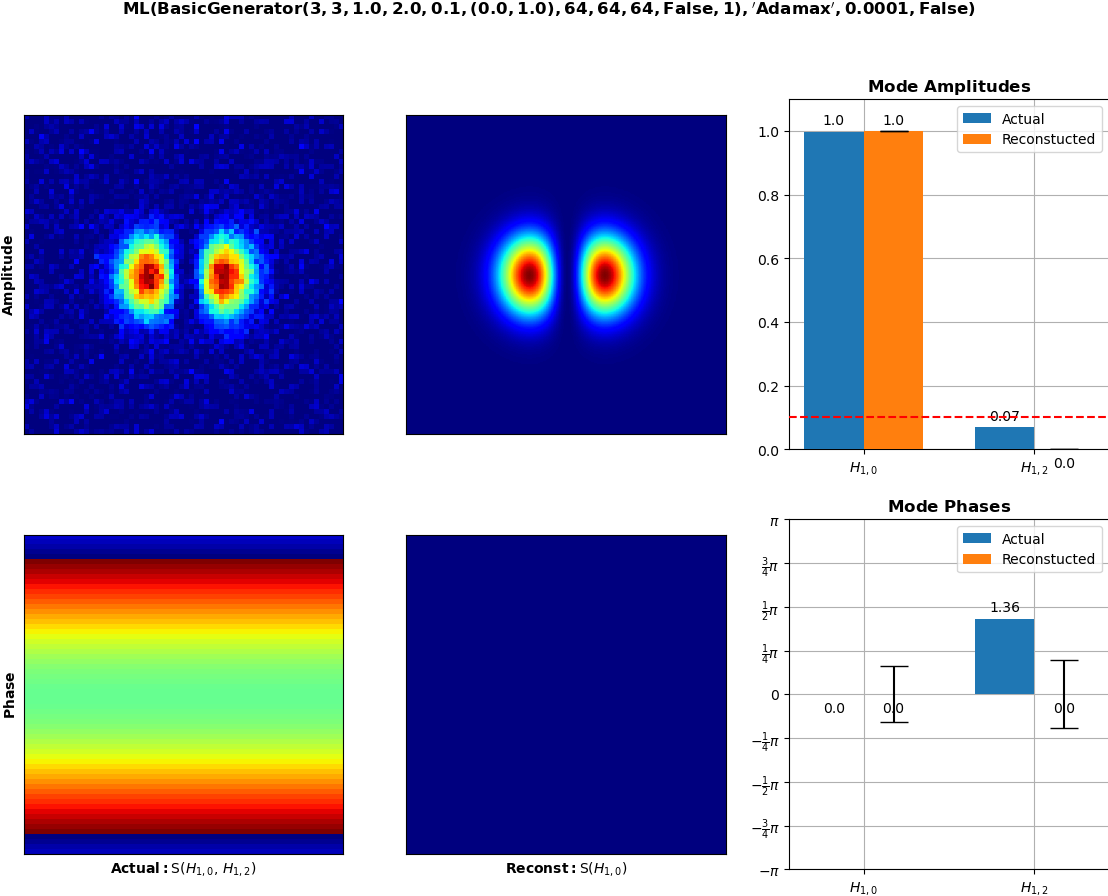 ML(BasicGenerator(3, 3, 1.0, 2.0, 0.1, (0.0, 1.0), 64, 64, 64, False, 1), ′Adamax′, 0.0001, False)
Amplitude
Mode Amplitudes
Actual
Reconstucted
1.0 1.0
0.07
0.0
1.0
0.8
0.6
0.4
0.2
0.0
H1,0 H1,2
Phase
Actual: S(H1,0, H1,2)
Reconst: S(H1,0)
Mode Phases
Actual
Reconstucted
1.36
0.0 0.0 0.0
π
3/4π
1/2π
1/4π
0
−1/4π
−1/2π
−3/4π
−π
H1,0 H1,2